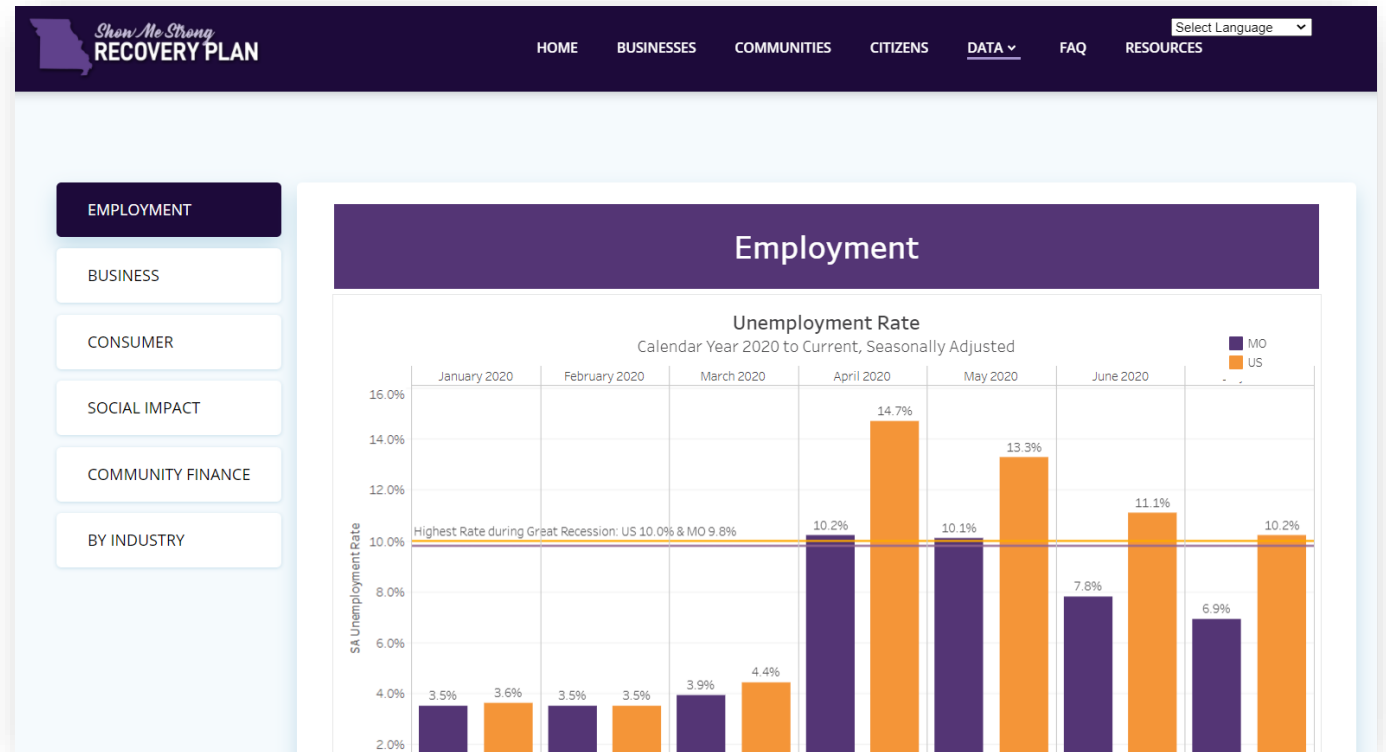 Show Me Strong
RECOVERY PLAN
Select Language
HOME BUSINESSES COMMUNITIES CITIZENS DATA FAQ RESOURCES
EMPLOYMENT
BUSINESS
CONSUMER
SOCIAL IMPACT
COMMUNITY FINANCE
BY INDUSTRY
Employment
Unemployment Rate
Calendar Year 2020 to Current, Seasonally Adjusted
MO
US
January 2020 February 2020 March 2020 April 2020 May 2020 June 2020
16.0%
14.7%
14.0%
13.3%
12.0%
11.1%
Highest Rate during Great Recession: US 10.0% & MO 9.8%
10.2% 10.1% 10.2%
10.0%
SA Unemployment Rate
8.0%
7.8%
6.9%
6.0%
4.4%
4.0%
3.5% 3.6% 3.5% 3.5% 3.9%
2.0%